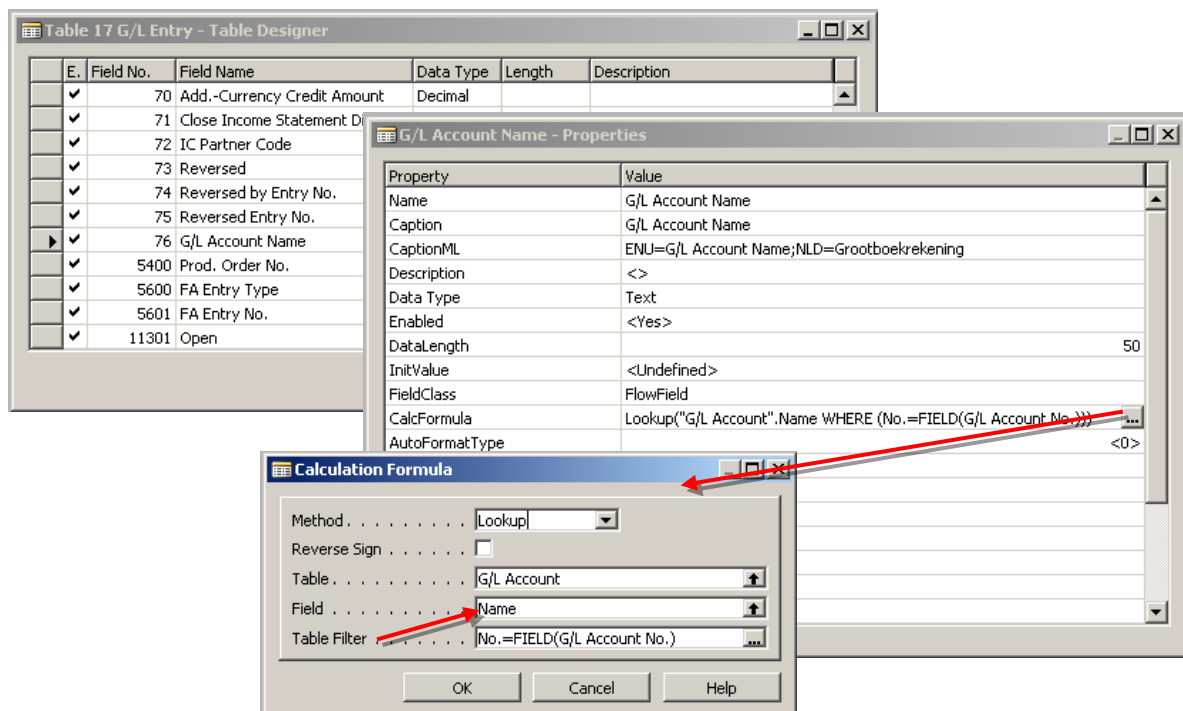 Table 17 G/L Entry - Table Designer
E. Field No. Field Name Data Type Length Description
70 Add.-Currency Credit Amount Decimal
71 Close Income Statement Di
72 IC Partner Code
73 Reversed
74 Reversed by Entry No.
75 Reversed Entry No.
76 G/L Account Name
5400 Prod. Order No.
5600 FA Entry Type
5601 FA Entry No.
11301 Open
G/L Account Name - Properties
Property Value
Name G/L Account Name
Caption G/L Account Name
CaptionML ENU=G/L Account Name;NLD=Grootboekrekening
Description <>
Data Type Text
Enabled <Yes>
DataLength 50
InitValue <Undefined>
FieldClass FlowField
CalcFormula Lookup("G/L Account".Name WHERE (No.=FIELD(G/L Account No.))) ...
AutoFormatType <0>
Calculation Formula
Method. . . . . . . . . . Lookup
Reverse Sign . . . . . .
Table. . . . . . . . . . . G/L Account
Field . . . . . . . . . . . Name
Table Filter . . . . . . . No.=FIELD(G/L Account No.) ...
OK Cancel Help